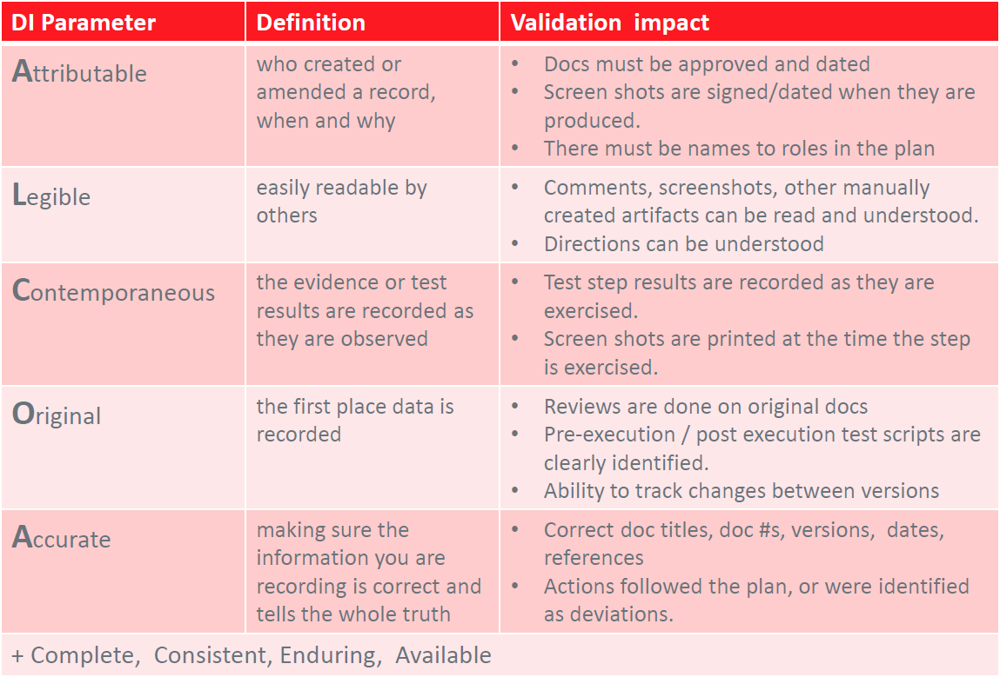 DI Parameter Definition Validation impact
Attributable
who created or
amended a record,
when and why
• Docs must be approved and dated
• Screen shots are signed/dated when they are
produced.
• There must be names to roles in the plan
Legible
easily readable by
others
• Comments, screenshots, other manually
created artifacts can be read and understood.
• Directions can be understood
Contemporaneous
the evidence or test
results are recorded as
they are observed
• Test step results are recorded as they are
exercised.
• Screen shots are printed at the time the step
is exercised.
Original
the first place data is
recorded
• Reviews are done on original docs
• Pre-execution / post execution test scripts are
clearly identified.
• Ability to track changes between versions
Accurate
making sure the
information you are
recording is correct and
tells the whole truth
• Correct doc titles, doc #s, versions, dates,
references
• Actions followed the plan, or were identified
as deviations.
+ Complete, Consistent, Enduring, Available